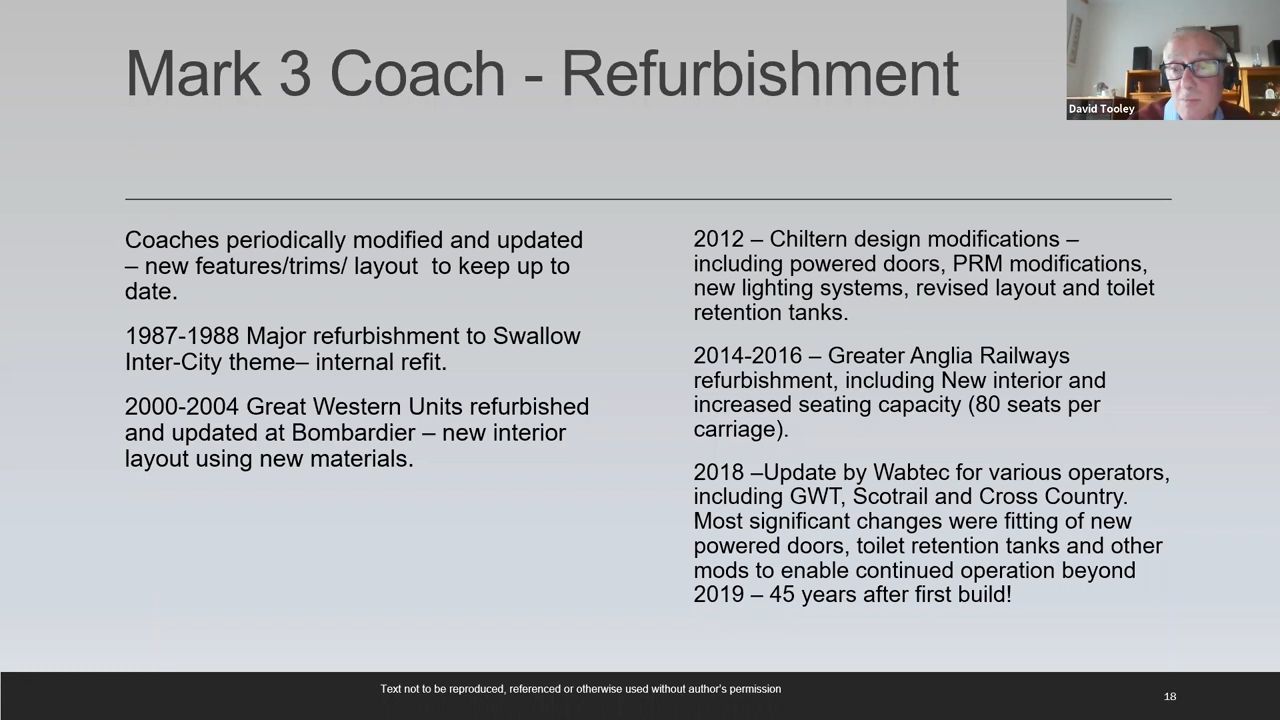 Mark 3 Coach - Refurbishment
David Tooley
Coaches periodically modified and updated
– new features/trims/ layout  to keep up to
date.
1987-1988 Major refurbishment to Swallow
Inter-City theme– internal refit.
2000-2004 Great Western Units refurbished
and updated at Bombardier – new interior
layout using new materials.
2012 – Chiltern design modifications –
including powered doors, PRM modifications,
new lighting systems, revised layout and toilet
retention tanks.
2014-2016 – Greater Anglia Railways
refurbishment, including New interior and
increased seating capacity (80 seats per
carriage).
2018 –Update by Wabtec for various operators,
including GWT, Scotrail and Cross Country.
Most significant changes were fitting of new
powered doors, toilet retention tanks and other
mods to enable continued operation beyond
2019 – 45 years after first build!
Text not to be reproduced, referenced or otherwise used without author's permission
18